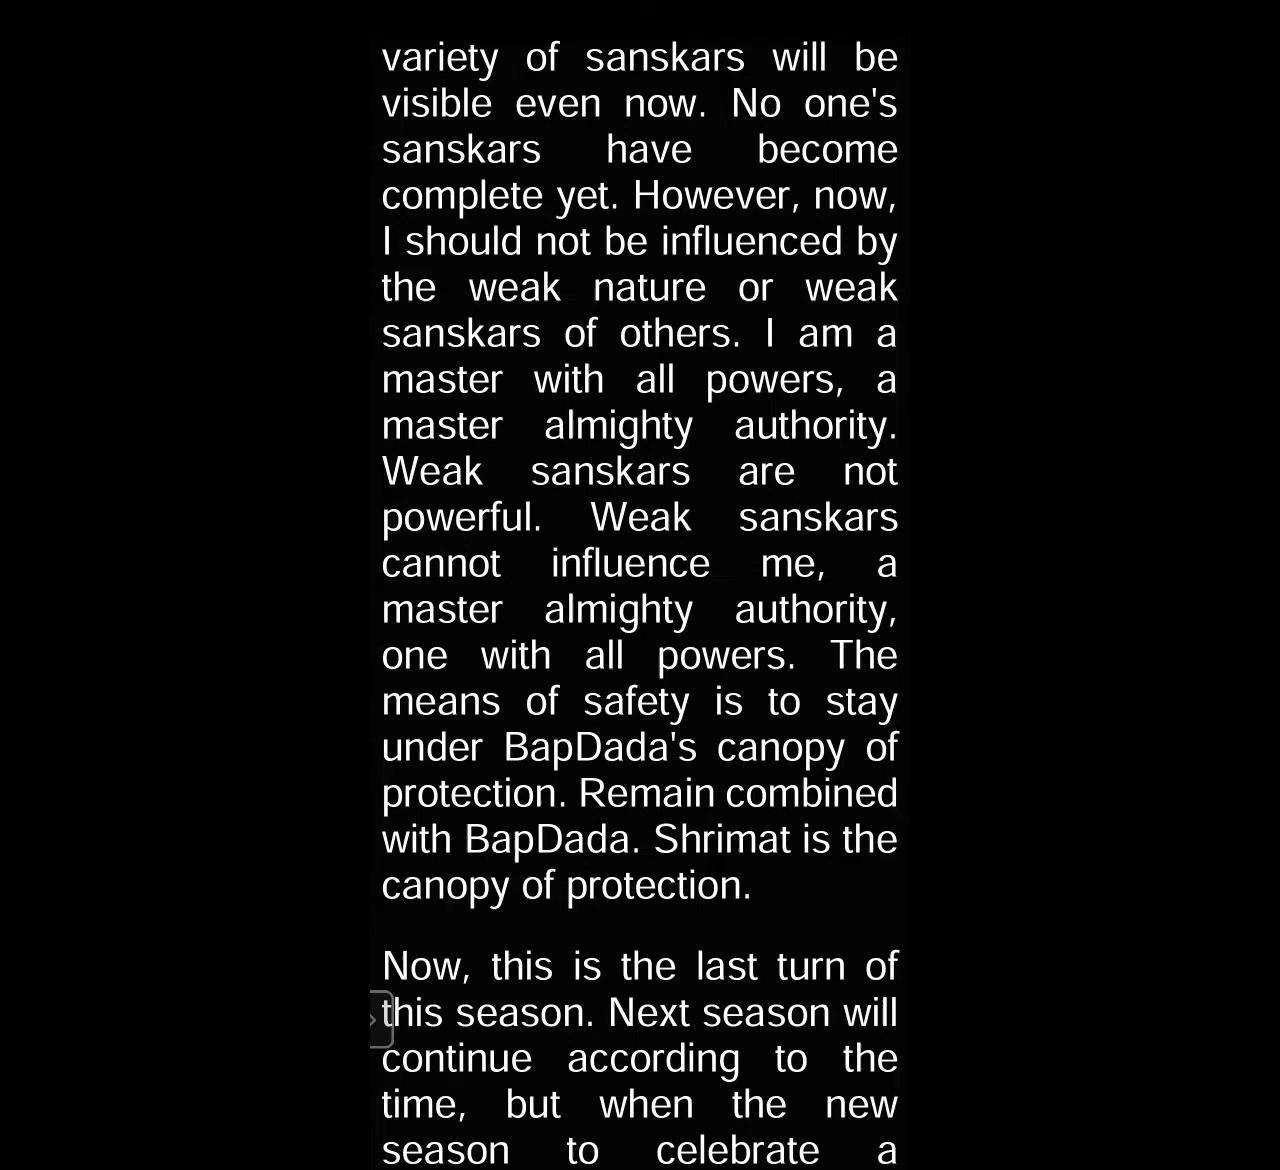 variety of sanskars will be
visible even now. No one's
sanskars have become
complete yet. However, now,
I should not be influenced by
the weak nature or weak
sanskars of others. I am a
master with all powers, a
master almighty authority.
Weak sanskars are not
powerful. Weak sanskars
cannot influence me, a
master almighty authority,
one with all powers. The
means of safety is to stay
under BapDada's canopy of
protection. Remain combined
with BapDada. Shrimat is the
canopy of protection.
Now, this is the last turn of
this season. Next season will
continue according to the
time, but when the new
season to celebrate a